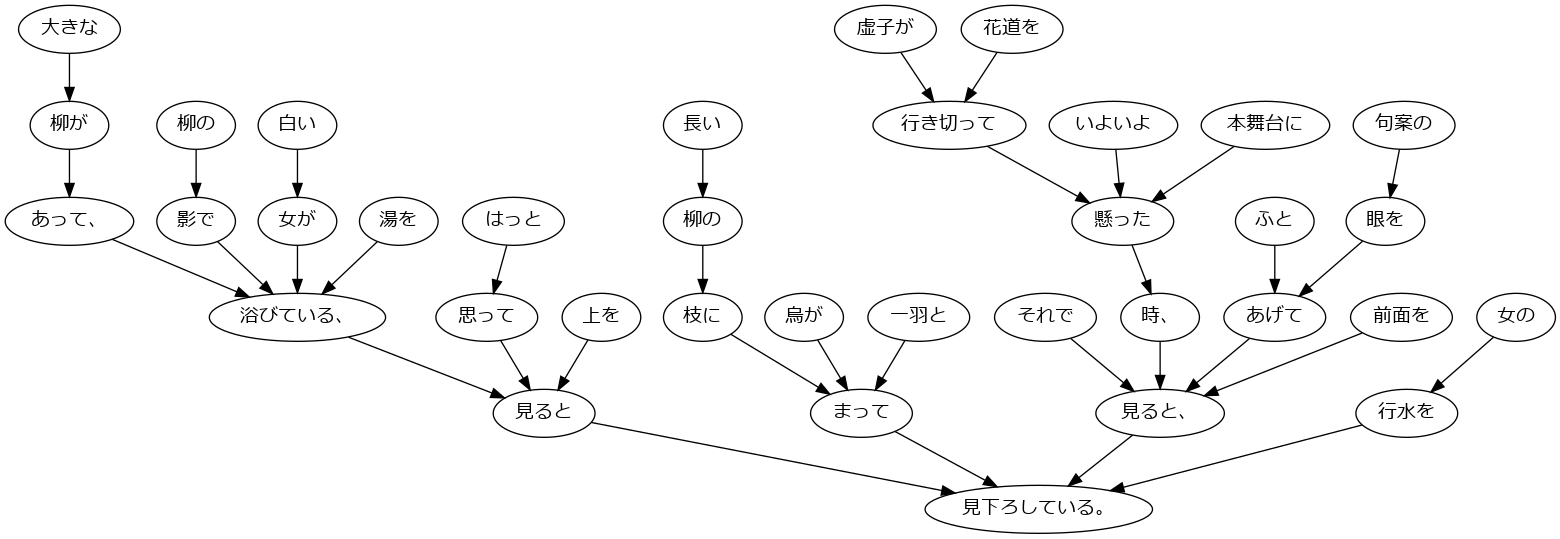 大きな
虚子が
花道を
柳が
柳の
白い
長い
行き切って
いよいよ
本舞台に
句案の
あって、
影で
女が
湯を
はっと
柳の
懸った
ふと
眼を
浴びている、
思って
上を
枝に
烏が
一羽と
それで
時、
あげて
前面を
女の
見ると
まって
見ると、
行水を
見下ろしている。